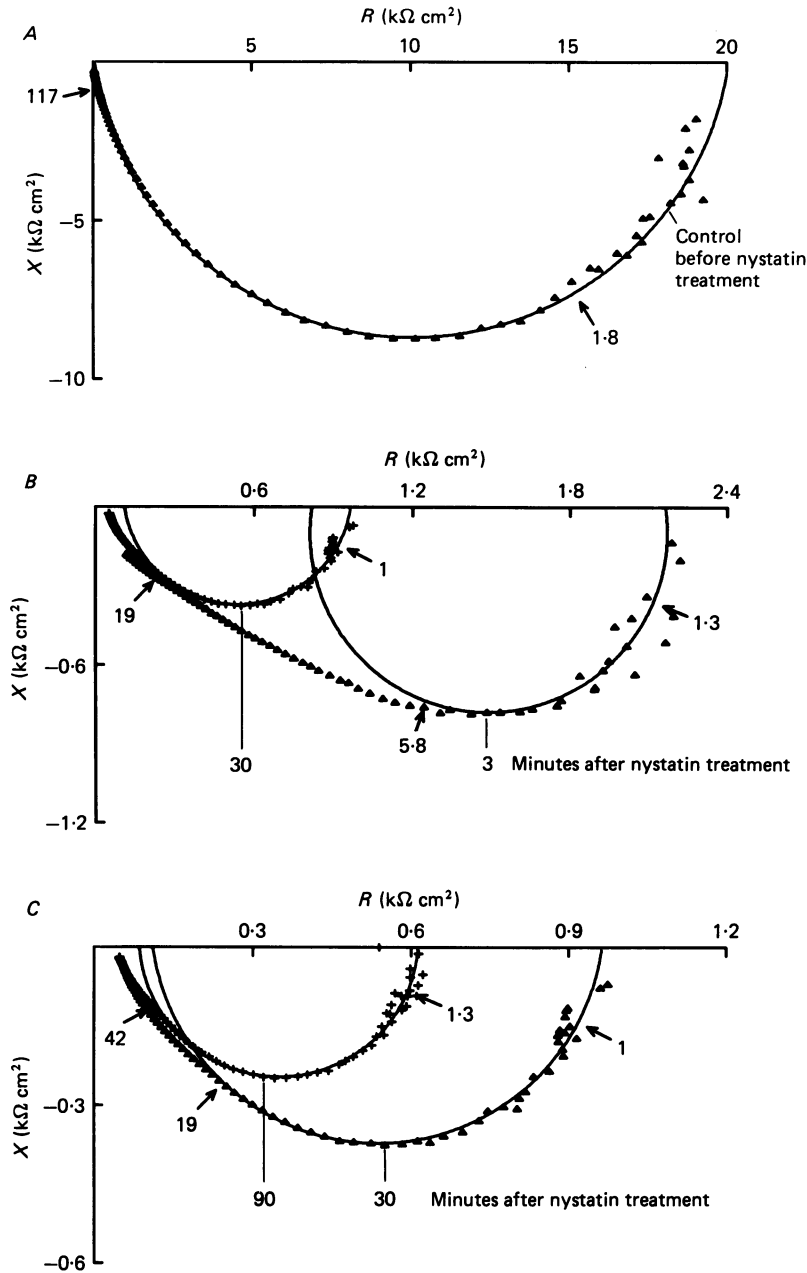 A
R (kΩ cm²)
5 10 15 20
117
X (kΩ cm²)
−5
−10
Control
before nystatin
treatment
1·8
B
R (kΩ cm²)
0·6 1·2 1·8 2·4
1
19
1·3
X (kΩ cm²)
−0·6
5·8
30
3 Minutes after nystatin treatment
−1·2
C
R (kΩ cm²)
0·3 0·6 0·9 1·2
1·3
42
1
X (kΩ cm²)
−0·3
19
90 30 Minutes after nystatin treatment
−0·6